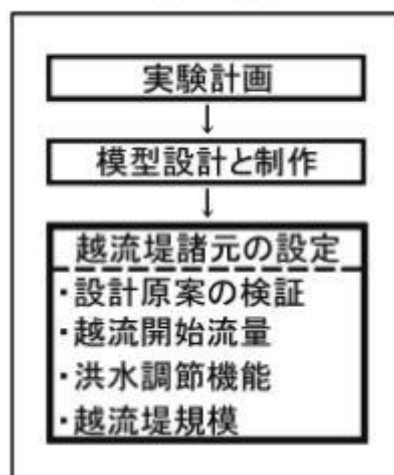 実験計画
↓
模型設計と制作
↓
越流堤諸元の設定
・設計原案の検証
・越流開始流量
・洪水調節機能
・越流堤規模